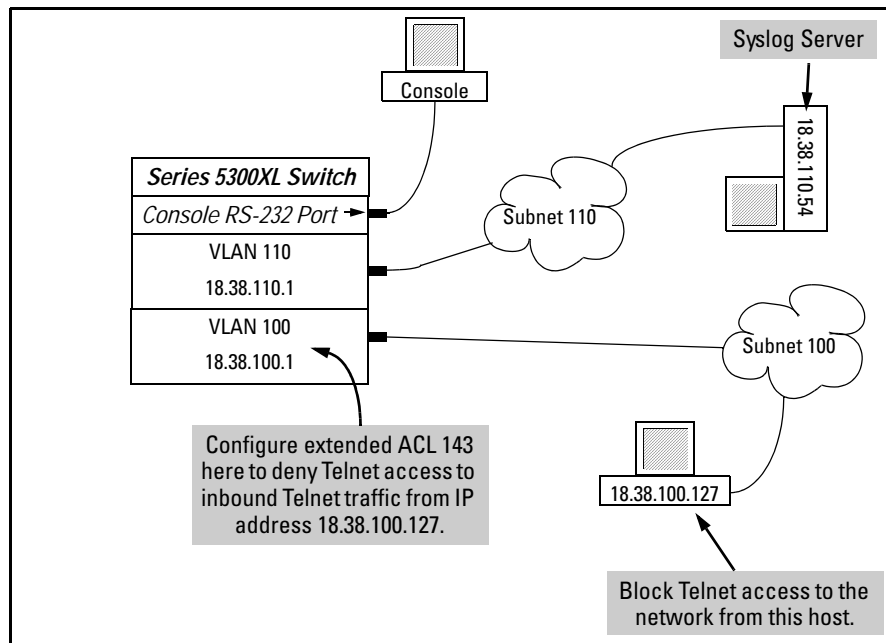 Syslog Server
Console
18.38.110.54
Series 5300XL Switch
Console RS-232 Port
Subnet 110
VLAN 110
18.38.110.1
VLAN 100
18.38.100.1
Subnet 100
Configure extended ACL 143
here to deny Telnet access to
inbound Telnet traffic from IP
address 18.38.100.127.
18.38.100.127
Block Telnet access to the
network from this host.